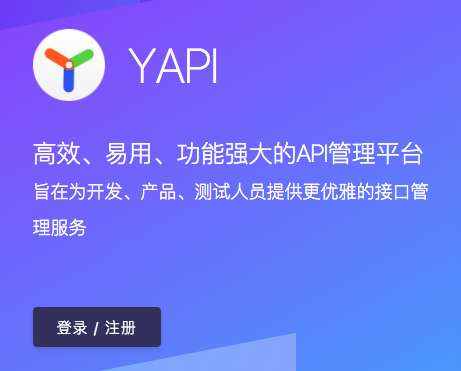 YAPI
高效、易用、功能强大的API管理平台
旨在为开发、产品、测试人员提供更优雅的接口管
理服务
登录 / 注册